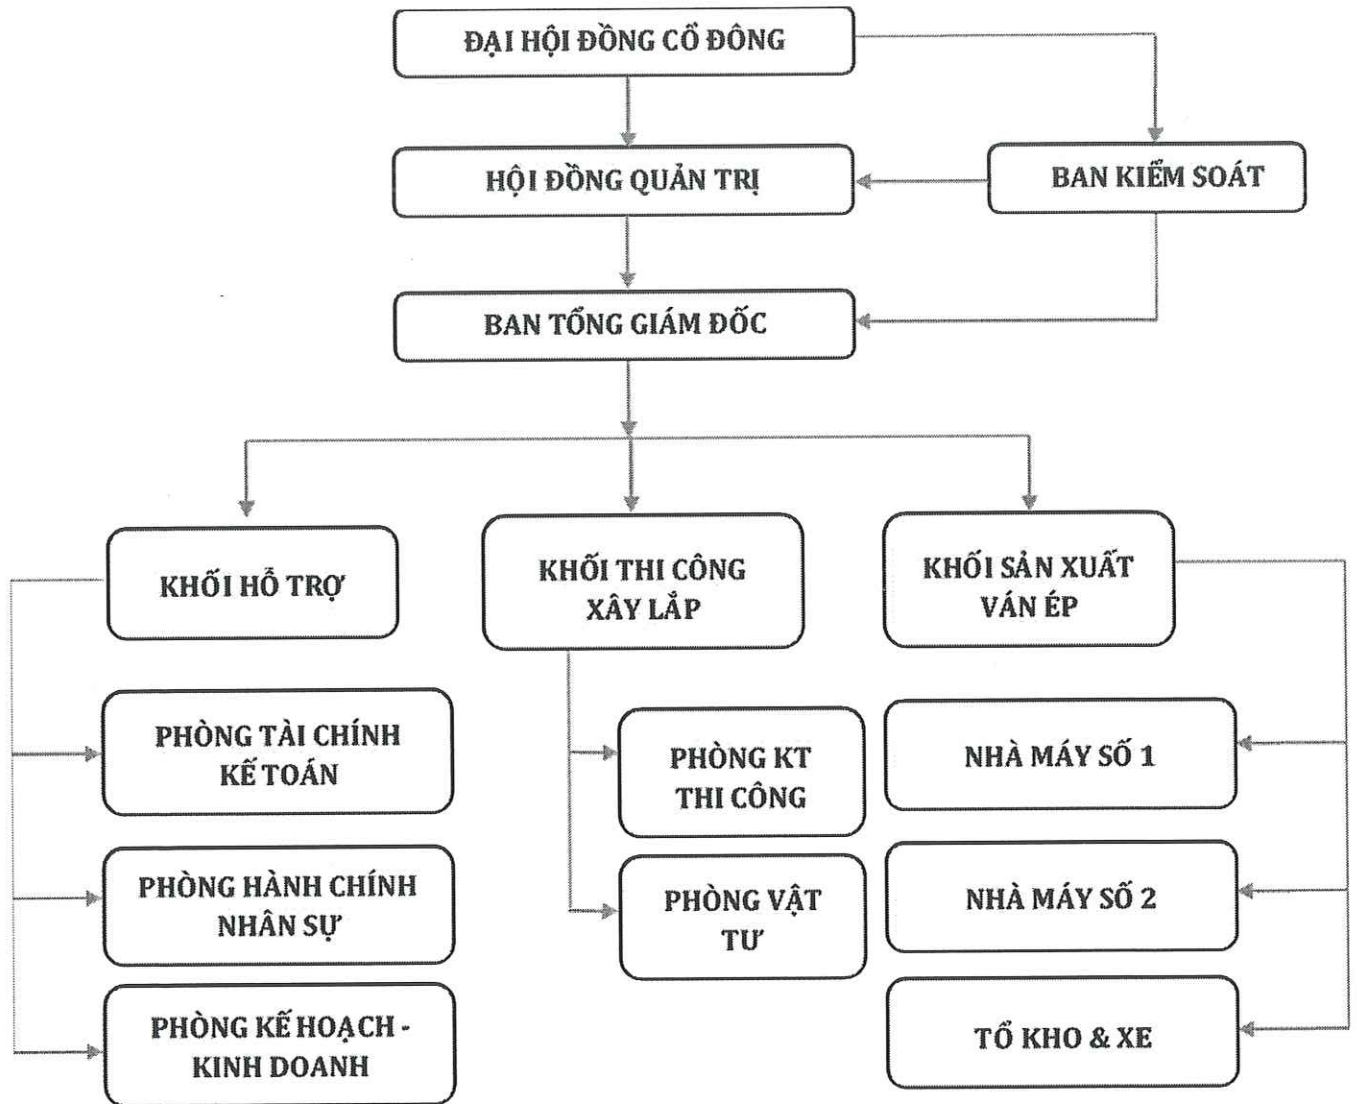 ĐẠI HỘI ĐỒNG CỔ ĐÔNG
HỘI ĐỒNG QUẢN TRỊ
BAN KIỂM SOÁT
BAN TỔNG GIÁM ĐỐC
KHỐI HỖ TRỢ
KHỐI THI CÔNG
XÂY LẮP
KHỐI SẢN XUẤT
VÁN ÉP
PHÒNG TÀI CHÍNH
KẾ TOÁN
PHÒNG HÀNH CHÍNH
NHÂN SỰ
PHÒNG KẾ HOẠCH -
KINH DOANH
PHÒNG KT
THI CÔNG
PHÒNG VẬT
TƯ
NHÀ MÁY SỐ 1
NHÀ MÁY SỐ 2
TỔ KHO & XE